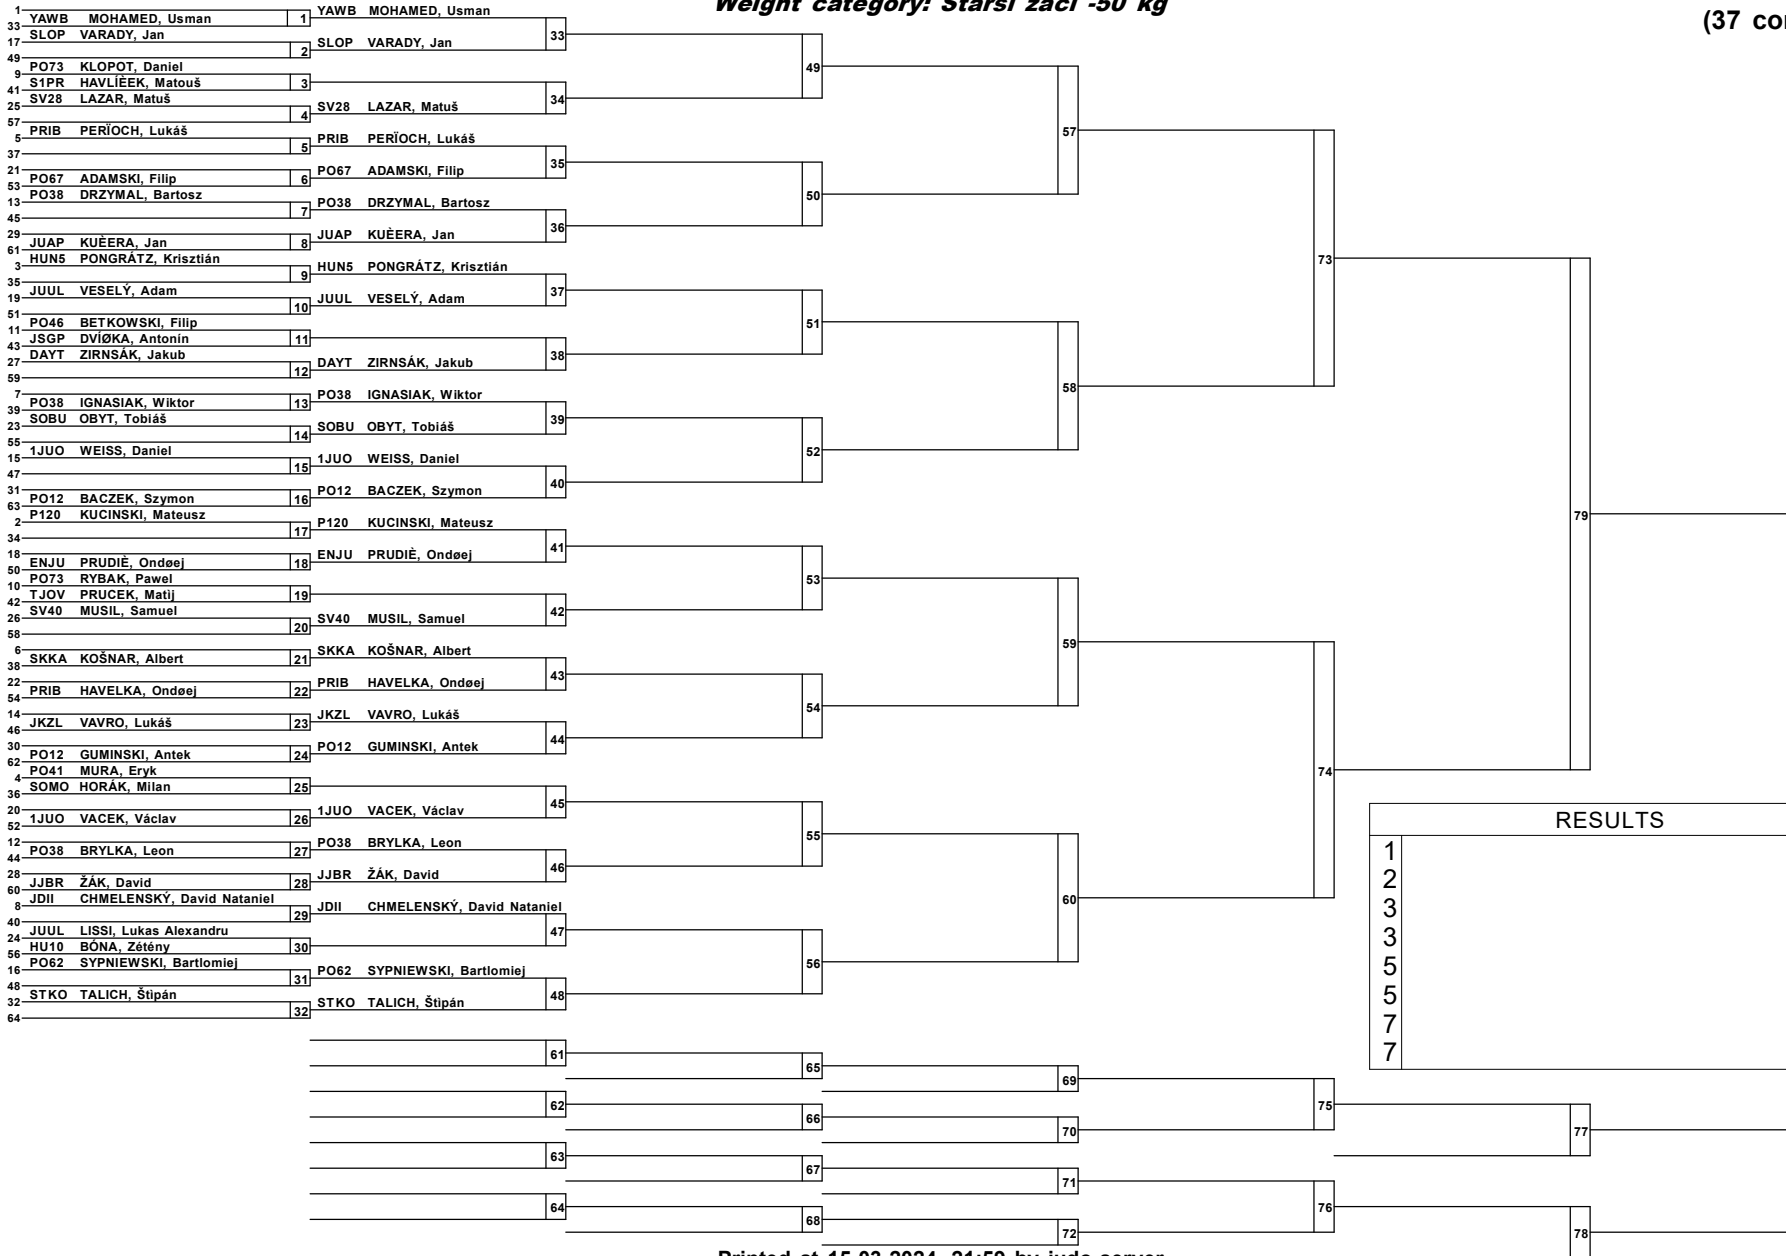 Weight category: Starší žáci -50 kg
(37 co
1
YAWB MOHAMED, Usman 1
33
SLOP VARADY, Jan
17
2
49
PO73 KLOPOT, Daniel
9
S1PR HAVLÍÈEK, Matouš 3
41
SV28 LAZAR, Matuš
25
4
57
PRIB PERÏOCH, Lukáš
5
5
37
21
PO67 ADAMSKI, Filip 6
53
PO38 DRZYMAL, Bartosz
13
7
45
29
JUAP KUÈERA, Jan 8
61
HUN5 PONGRÁTZ, Krisztián
3
9
35
JUUL VESELÝ, Adam
19
10
51
PO46 BETKOWSKI, Filip
11
JSGP DVÍØKA, Antonín 11
43
DAYT ZIRNSÁK, Jakub
27
12
59
7
PO38 IGNASIAK, Wiktor 13
39
SOBU OBYT, Tobiáš
23
14
55
1JUO WEISS, Daniel
15
15
47
31
PO12 BACZEK, Szymon 16
63
P120 KUCINSKI, Mateusz
2
17
34
18
ENJU PRUDIÈ, Ondøej 18
50
PO73 RYBAK, Pawel
10
TJOV PRUCEK, Matìj 19
42
SV40 MUSIL, Samuel
26
20
58
6
SKKA KOŠNAR, Albert 21
38
22
PRIB HAVELKA, Ondøej 22
54
14
JKZL VAVRO, Lukáš 23
46
30
PO12 GUMINSKI, Antek 24
62
PO41 MURA, Eryk
4
SOMO HORÁK, Milan 25
36
20
1JUO VACEK, Václav 26
52
12
PO38 BRYLKA, Leon 27
44
28
JJBR ŽÁK, David 28
60
JDII CHMELENSKÝ, David Nataniel
8
29
40
JUUL LISSI, Lukas Alexandru
24
HU10 BÓNA, Zétény 30
56
PO62 SYPNIEWSKI, Bartlomiej
16
31
48
STKO TALICH, Štìpán
32
32
64
YAWB MOHAMED, Usman
33
SLOP VARADY, Jan
34
SV28 LAZAR, Matuš
PRIB PERÏOCH, Lukáš
35
PO67 ADAMSKI, Filip
PO38 DRZYMAL, Bartosz
36
JUAP KUÈERA, Jan
HUN5 PONGRÁTZ, Krisztián
37
JUUL VESELÝ, Adam
38
DAYT ZIRNSÁK, Jakub
PO38 IGNASIAK, Wiktor
39
SOBU OBYT, Tobiáš
1JUO WEISS, Daniel
40
PO12 BACZEK, Szymon
P120 KUCINSKI, Mateusz
41
ENJU PRUDIÈ, Ondøej
42
SV40 MUSIL, Samuel
SKKA KOŠNAR, Albert
43
PRIB HAVELKA, Ondøej
JKZL VAVRO, Lukáš
44
PO12 GUMINSKI, Antek
45
1JUO VACEK, Václav
PO38 BRYLKA, Leon
46
JJBR ŽÁK, David
JDII CHMELENSKÝ, David Nataniel
47
PO62 SYPNIEWSKI, Bartlomiej
48
STKO TALICH, Štìpán
61
62
63
64
49
50
51
52
53
54
55
56
65
66
67
68
57
58
59
60
69
70
71
72
73
74
75
76
79
77
78
RESULTS
1
2
3
3
5
5
7
7
Printed at 15.03.2024, 21:59 by judo server